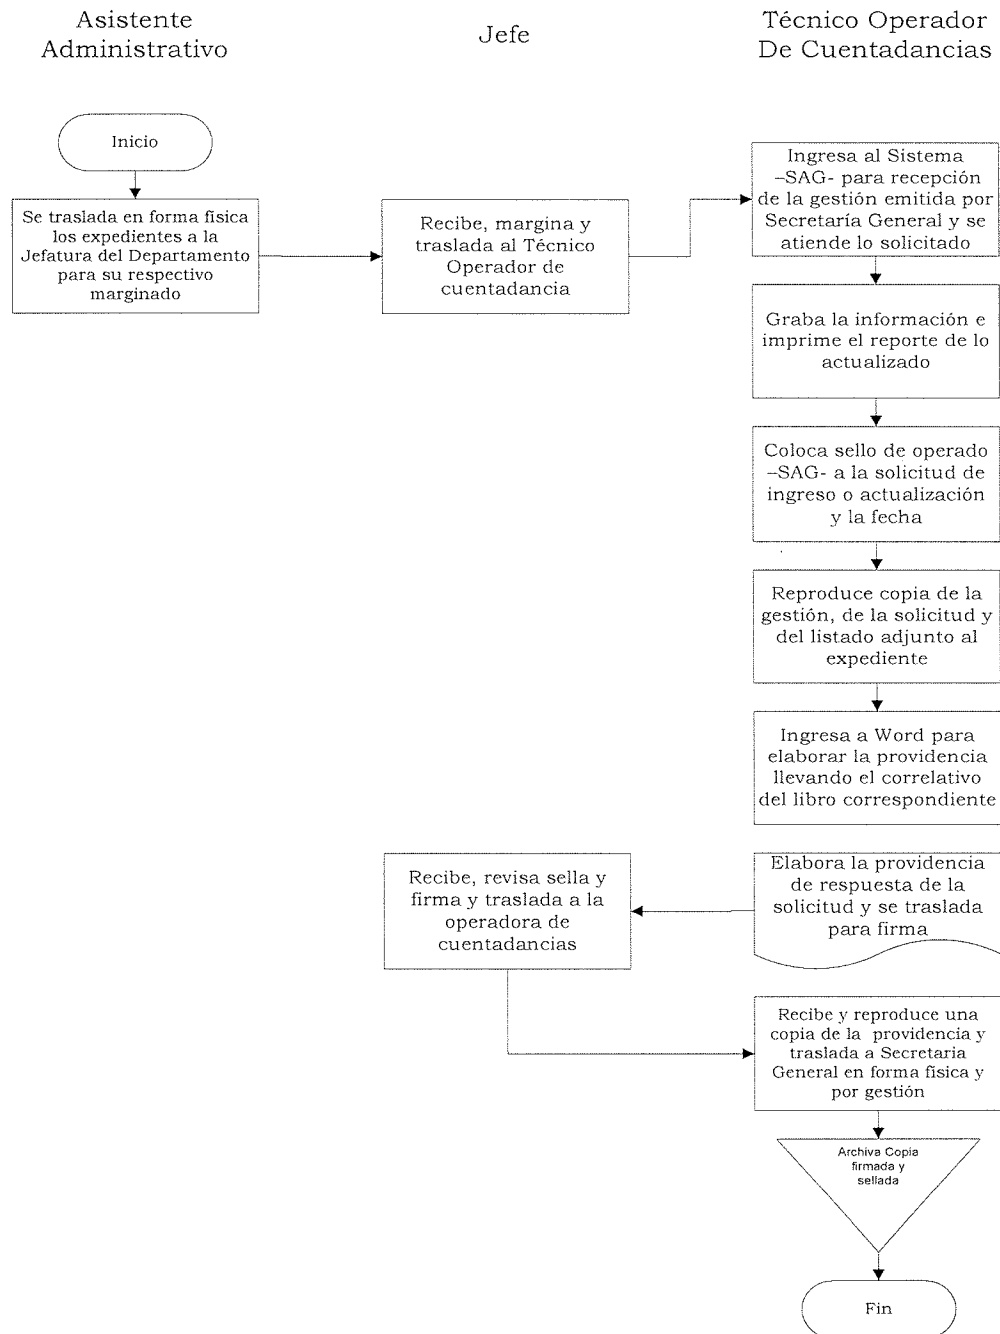 Asistente
Administrativo
Jefe
Técnico Operador
De Cuentadancias
Inicio
Se traslada en forma física
los expedientes a la
Jefatura del Departamento
para su respectivo
marginado
Recibe, margina y
traslada al Técnico
Operador de
cuentadancia
Ingresa al Sistema
–SAG- para recepción
de la gestión emitida por
Secretaría General y se
atiende lo solicitado
Graba la información e
imprime el reporte de lo
actualizado
Coloca sello de operado
–SAG- a la solicitud de
ingreso o actualización
y la fecha
Reproduce copia de la
gestión, de la solicitud y
del listado adjunto al
expediente
Ingresa a Word para
elaborar la providencia
llevando el correlativo
del libro correspondiente
Elabora la providencia
de respuesta de la
solicitud y se traslada
para firma
Recibe, revisa sella y
firma y traslada a la
operadora de
cuentadancias
Recibe y reproduce una
copia de la providencia y
traslada a Secretaria
General en forma física y
por gestión
Archiva Copia
firmada y
sellada
Fin